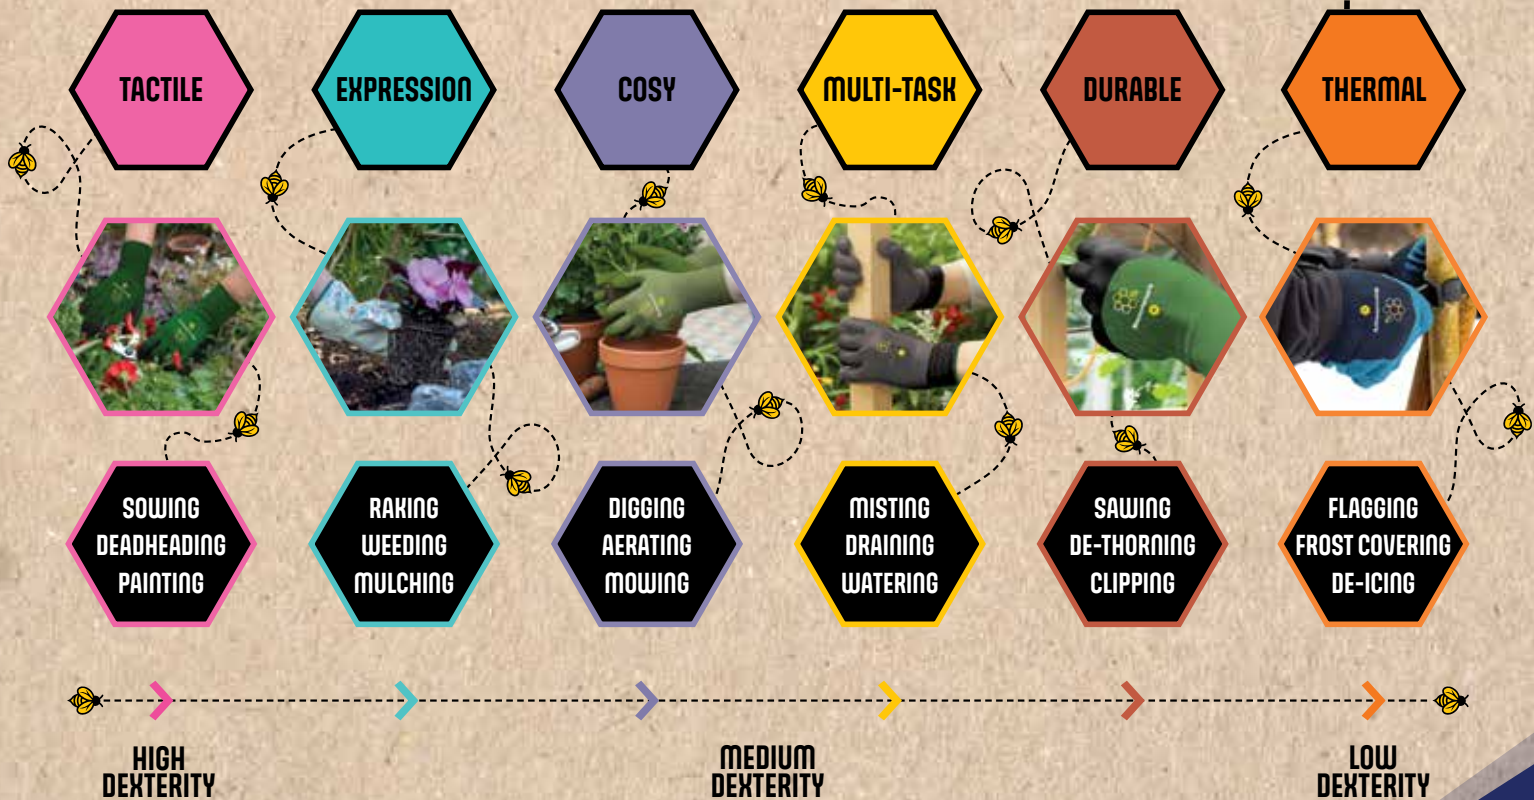 TACTILE
EXPRESSION
COSY
MULTI-TASK
DURABLE
THERMAL
SOWING
DEADHEADING
PAINTING
RAKING
WEEDING
MULCHING
DIGGING
AERATING
MOWING
MISTING
DRAINING
WATERING
SAWING
DE-THORNING
CLIPPING
FLAGGING
FROST COVERING
DE-ICING
HIGH
DEXTERITY
MEDIUM
DEXTERITY
LOW
DEXTERITY